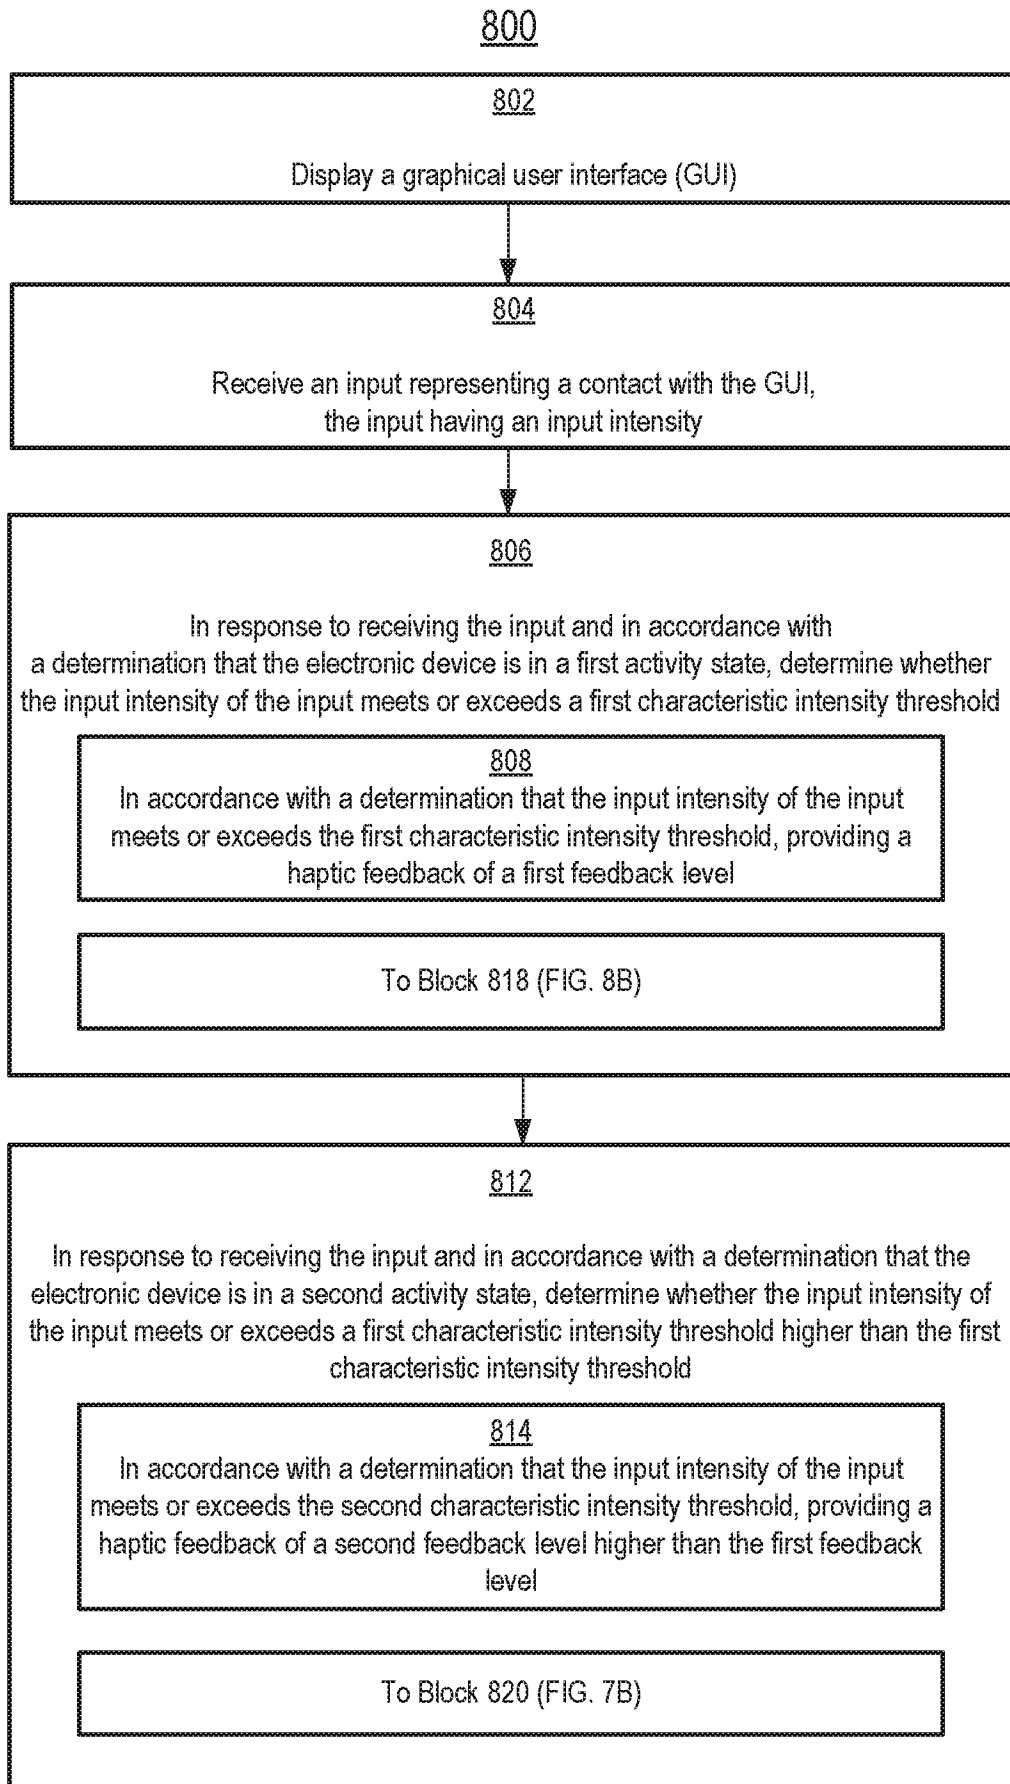 800
802
Display a graphical user interface (GUI)
804
Receive an input representing a contact with the GUI,
the input having an input intensity
806
In response to receiving the input and in accordance with
a determination that the electronic device is in a first activity state, determine whether
the input intensity of the input meets or exceeds a first characteristic intensity threshold
808
In accordance with a determination that the input intensity of the input
meets or exceeds the first characteristic intensity threshold, providing a
haptic feedback of a first feedback level
To Block 818 (FIG. 8B)
812
In response to receiving the input and in accordance with a determination that the
electronic device is in a second activity state, determine whether the input intensity of
the input meets or exceeds a first characteristic intensity threshold higher than the first
characteristic intensity threshold
814
In accordance with a determination that the input intensity of the input
meets or exceeds the second characteristic intensity threshold, providing a
haptic feedback of a second feedback level higher than the first feedback
level
To Block 820 (FIG. 7B)